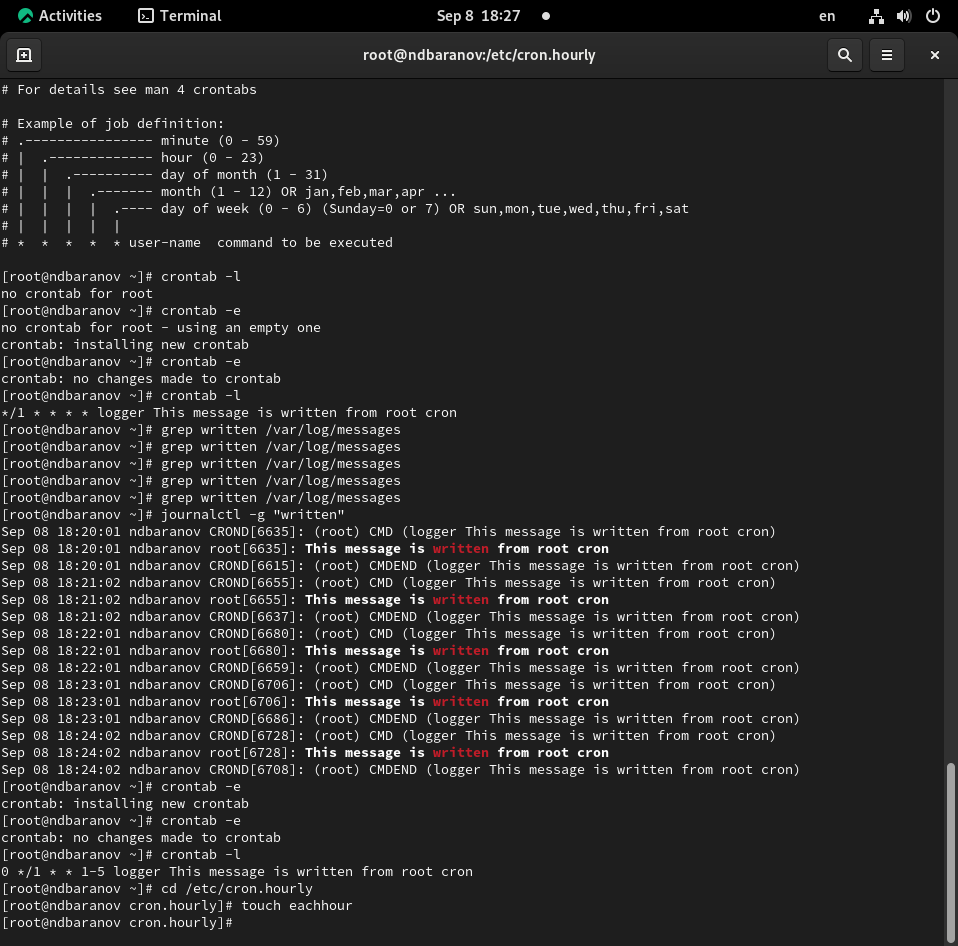 Activities
Terminal
Sep 8 18:27
en
root@ndbaranov:/etc/cron.hourly
# For details see man 4 crontabs
# Example of job definition:
# .---------------- minute (0 - 59)
# |  .------------- hour (0 - 23)
# |  |  .---------- day of month (1 - 31)
# |  |  |  .------- month (1 - 12) OR jan,feb,mar,apr ...
# |  |  |  |  .---- day of week (0 - 6) (Sunday=0 or 7) OR sun,mon,tue,wed,thu,fri,sat
# |  |  |  |  |
# *  *  *  *  * user-name  command to be executed
[root@ndbaranov ~]# crontab -l
no crontab for root
[root@ndbaranov ~]# crontab -e
no crontab for root - using an empty one
crontab: installing new crontab
[root@ndbaranov ~]# crontab -e
crontab: no changes made to crontab
[root@ndbaranov ~]# crontab -l
*/1 * * * * logger This message is written from root cron
[root@ndbaranov ~]# grep written /var/log/messages
[root@ndbaranov ~]# grep written /var/log/messages
[root@ndbaranov ~]# grep written /var/log/messages
[root@ndbaranov ~]# grep written /var/log/messages
[root@ndbaranov ~]# grep written /var/log/messages
[root@ndbaranov ~]# journalctl -g "written"
Sep 08 18:20:01 ndbaranov CROND[6635]: (root) CMD (logger This message is written from root cron)
Sep 08 18:20:01 ndbaranov root[6635]: This message is written from root cron
Sep 08 18:20:01 ndbaranov CROND[6615]: (root) CMDEND (logger This message is written from root cron)
Sep 08 18:21:02 ndbaranov CROND[6655]: (root) CMD (logger This message is written from root cron)
Sep 08 18:21:02 ndbaranov root[6655]: This message is written from root cron
Sep 08 18:21:02 ndbaranov CROND[6637]: (root) CMDEND (logger This message is written from root cron)
Sep 08 18:22:01 ndbaranov CROND[6680]: (root) CMD (logger This message is written from root cron)
Sep 08 18:22:01 ndbaranov root[6680]: This message is written from root cron
Sep 08 18:22:01 ndbaranov CROND[6659]: (root) CMDEND (logger This message is written from root cron)
Sep 08 18:23:01 ndbaranov CROND[6706]: (root) CMD (logger This message is written from root cron)
Sep 08 18:23:01 ndbaranov root[6706]: This message is written from root cron
Sep 08 18:23:01 ndbaranov CROND[6686]: (root) CMDEND (logger This message is written from root cron)
Sep 08 18:24:02 ndbaranov CROND[6728]: (root) CMD (logger This message is written from root cron)
Sep 08 18:24:02 ndbaranov root[6728]: This message is written from root cron
Sep 08 18:24:02 ndbaranov CROND[6708]: (root) CMDEND (logger This message is written from root cron)
[root@ndbaranov ~]# crontab -e
crontab: installing new crontab
[root@ndbaranov ~]# crontab -e
crontab: no changes made to crontab
[root@ndbaranov ~]# crontab -l
0 */1 * * 1-5 logger This message is written from root cron
[root@ndbaranov ~]# cd /etc/cron.hourly
[root@ndbaranov cron.hourly]# touch eachhour
[root@ndbaranov cron.hourly]#